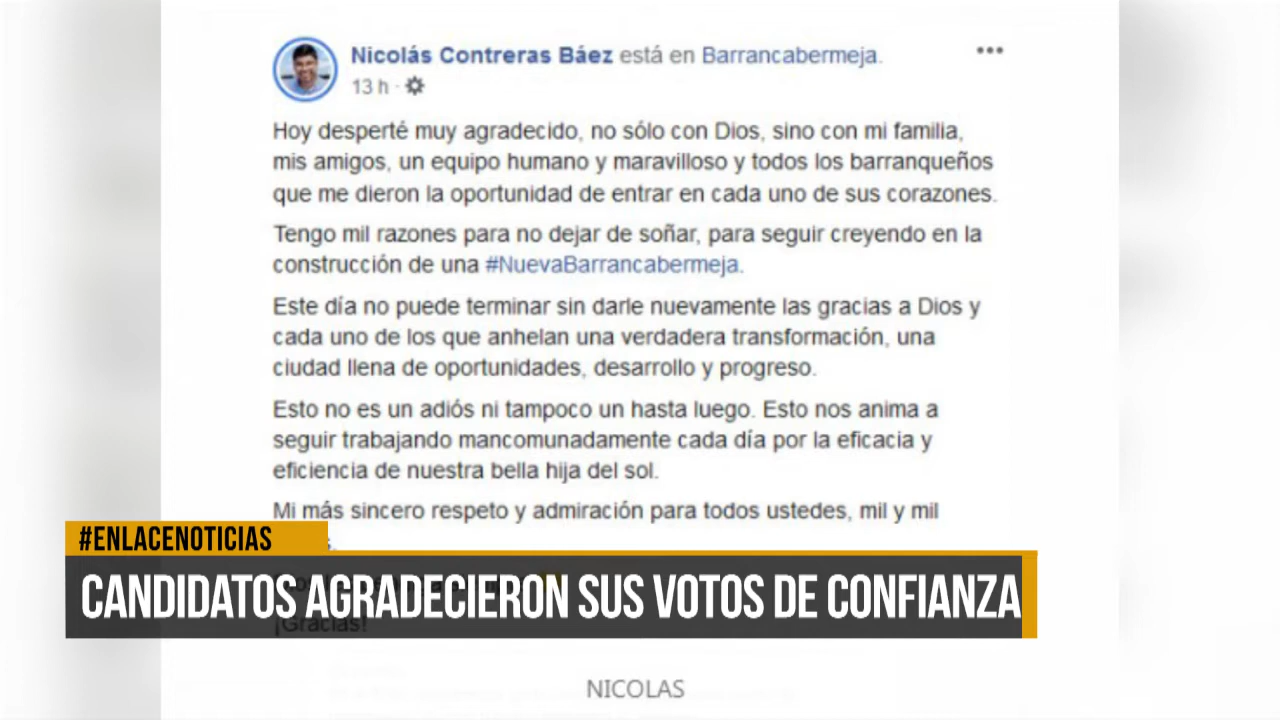 Nicolás Contreras Báez está en Barrancabermeja.
13 h ·
Hoy desperté muy agradecido, no sólo con Dios, sino con mi familia,
mis amigos, un equipo humano y maravilloso y todos los barranqueños
que me dieron la oportunidad de entrar en cada uno de sus corazones.
Tengo mil razones para no dejar de soñar, para seguir creyendo en la
construcción de una #NuevaBarrancabermeja.
Este día no puede terminar sin darle nuevamente las gracias a Dios y
cada uno de los que anhelan una verdadera transformación, una
ciudad llena de oportunidades, desarrollo y progreso.
Esto no es un adiós ni tampoco un hasta luego. Esto nos anima a
seguir trabajando mancomunadamente cada día por la eficacia y
eficiencia de nuestra bella hija del sol.
Mi más sincero respeto y admiración para todos ustedes, mil y mil
#ENLACENOTICIAS
CANDIDATOS AGRADECIERON SUS VOTOS DE CONFIANZA
¡Gracias!
NICOLAS